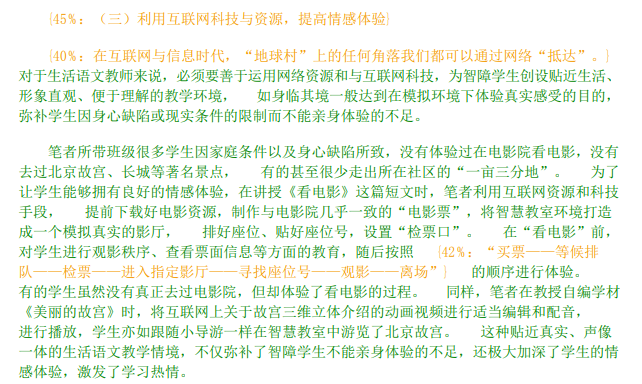 {45%：（三）利用互联网科技与资源，提高情感体验}
{40%：在互联网与信息时代，“地球村”上的任何角落我们都可以通过网络“抵达”。}
对于生活语文教师来说，必须要善于运用网络资源和与互联网科技，为智障学生创设贴近生活、
形象直观、便于理解的教学环境， 如身临其境一般达到在模拟环境下体验真实感受的目的，
弥补学生因身心缺陷或现实条件的限制而不能亲身体验的不足。
笔者所带班级很多学生因家庭条件以及身心缺陷所致，没有体验过在电影院看电影，没有
去过北京故宫、长城等著名景点， 有的甚至很少走出所在社区的“一亩三分地”。 为了
让学生能够拥有良好的情感体验，在讲授《看电影》这篇短文时，笔者利用互联网资源和科技
手段， 提前下载好电影资源，制作与电影院几乎一致的“电影票”，将智慧教室环境打造
成一个模拟真实的影厅， 排好座位、贴好座位号，设置“检票口”。 在“看电影”前，
对学生进行观影秩序、查看票面信息等方面的教育，随后按照 {42%：“买票——等候排
队——检票——进入指定影厅——寻找座位号——观影——离场”} 的顺序进行体验。
有的学生虽然没有真正去过电影院，但却体验了看电影的过程。 同样，笔者在教授自编学材
《美丽的故宫》时，将互联网上关于故宫三维立体介绍的动画视频进行适当编辑和配音，
进行播放，学生亦如跟随小导游一样在智慧教室中游览了北京故宫。 这种贴近真实、声像
一体的生活语文教学情境，不仅弥补了智障学生不能亲身体验的不足，还极大加深了学生的情
感体验，激发了学习热情。